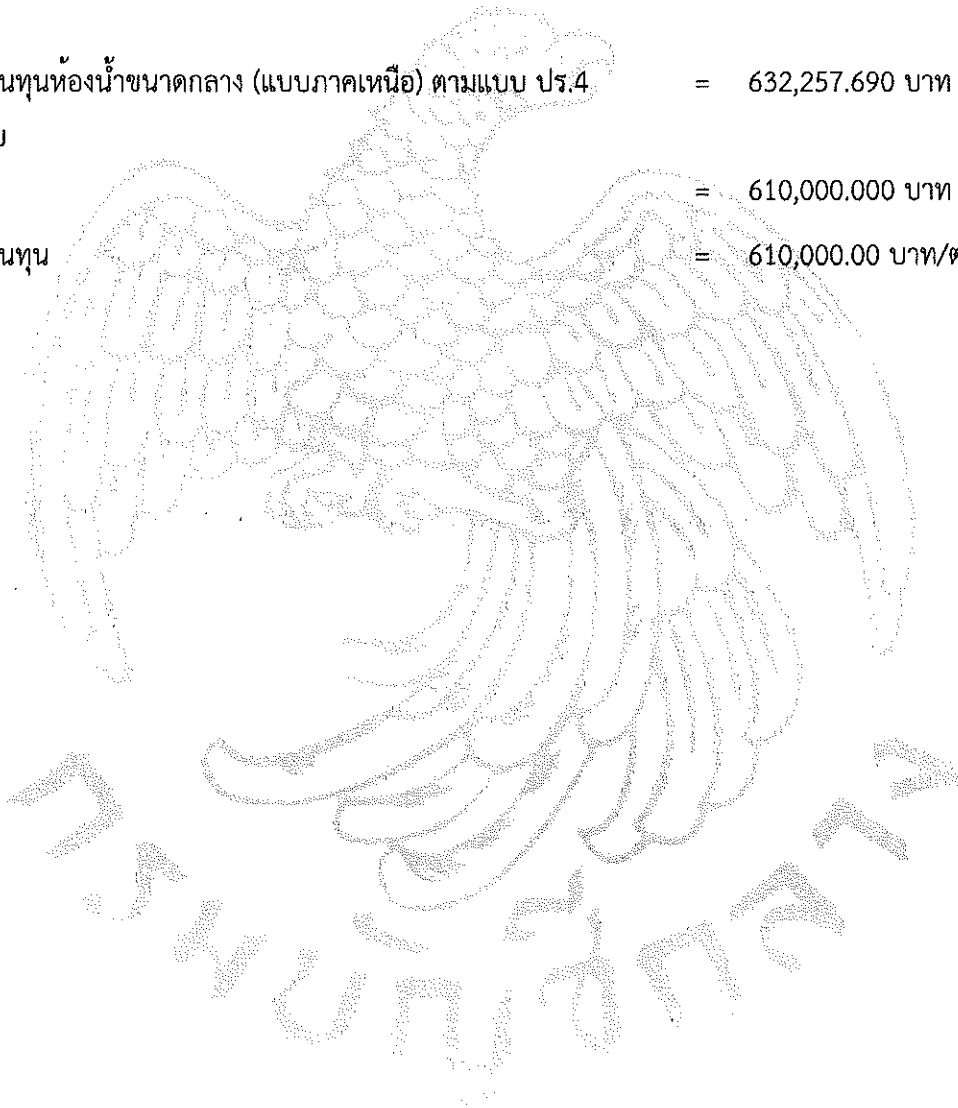 นทุนห้องน้ำขนาดกลาง (แบบภาคเหนือ) ตามแบบ ปร.4 = 632,257.690 บาท
ย
= 610,000.000 บาท
นทุน = 610,000.00 บาท/ต